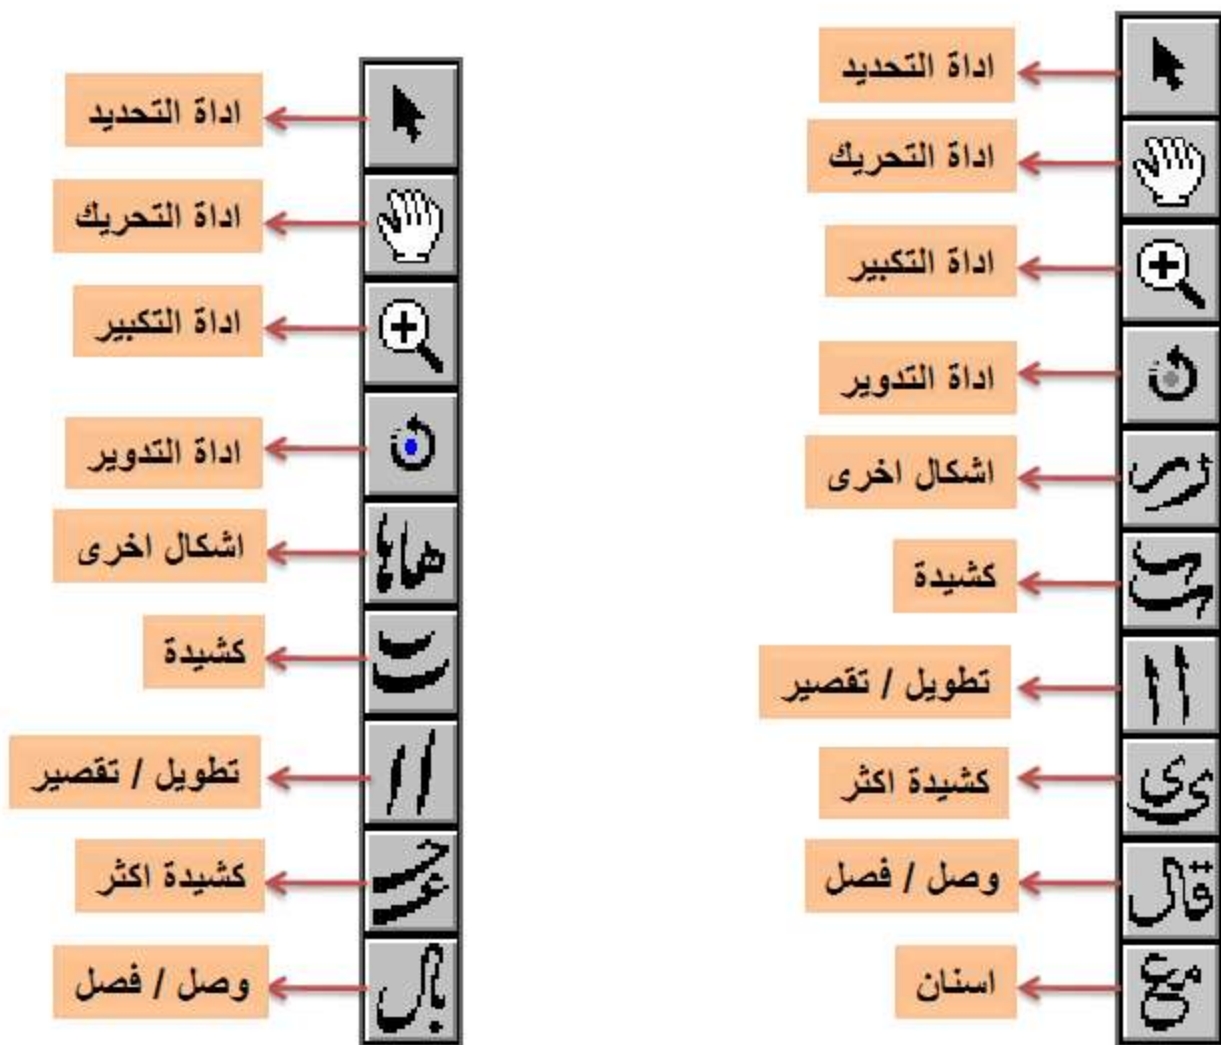 اداة التحديد
اداة التحريك
اداة التكبير
اداة التدوير
اشكال اخرى
كشيدة
تطويل / تقصير
كشيدة اكثر
وصل / فصل
اسنان
اداة التحديد
اداة التحريك
اداة التكبير
اداة التدوير
اشكال اخرى
كشيدة
تطويل / تقصير
كشيدة اكثر
وصل / فصل